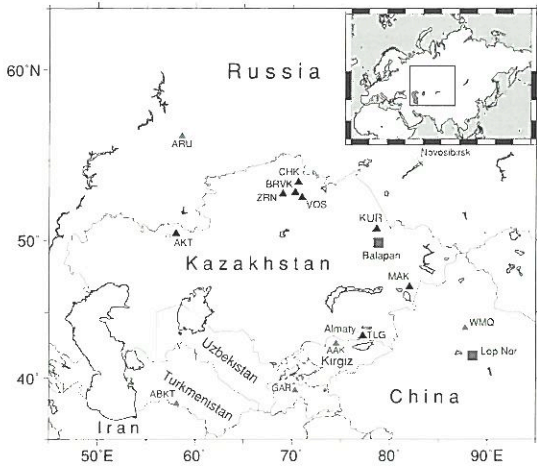 60°N
Russia
Novosibirsk
ARU
CHK
BRVK
ZRN
VOS
KUR
50°
AKT
Balapan
Kazakhstan
MAK
WMQ
Almaty
TLG
AAK
Lop Nor
Uzbekistan
Kirgiz
40°
Turkmenistan
GAR
ABKT
China
Iran
50°E
60°E
70°E
80°E
90°E